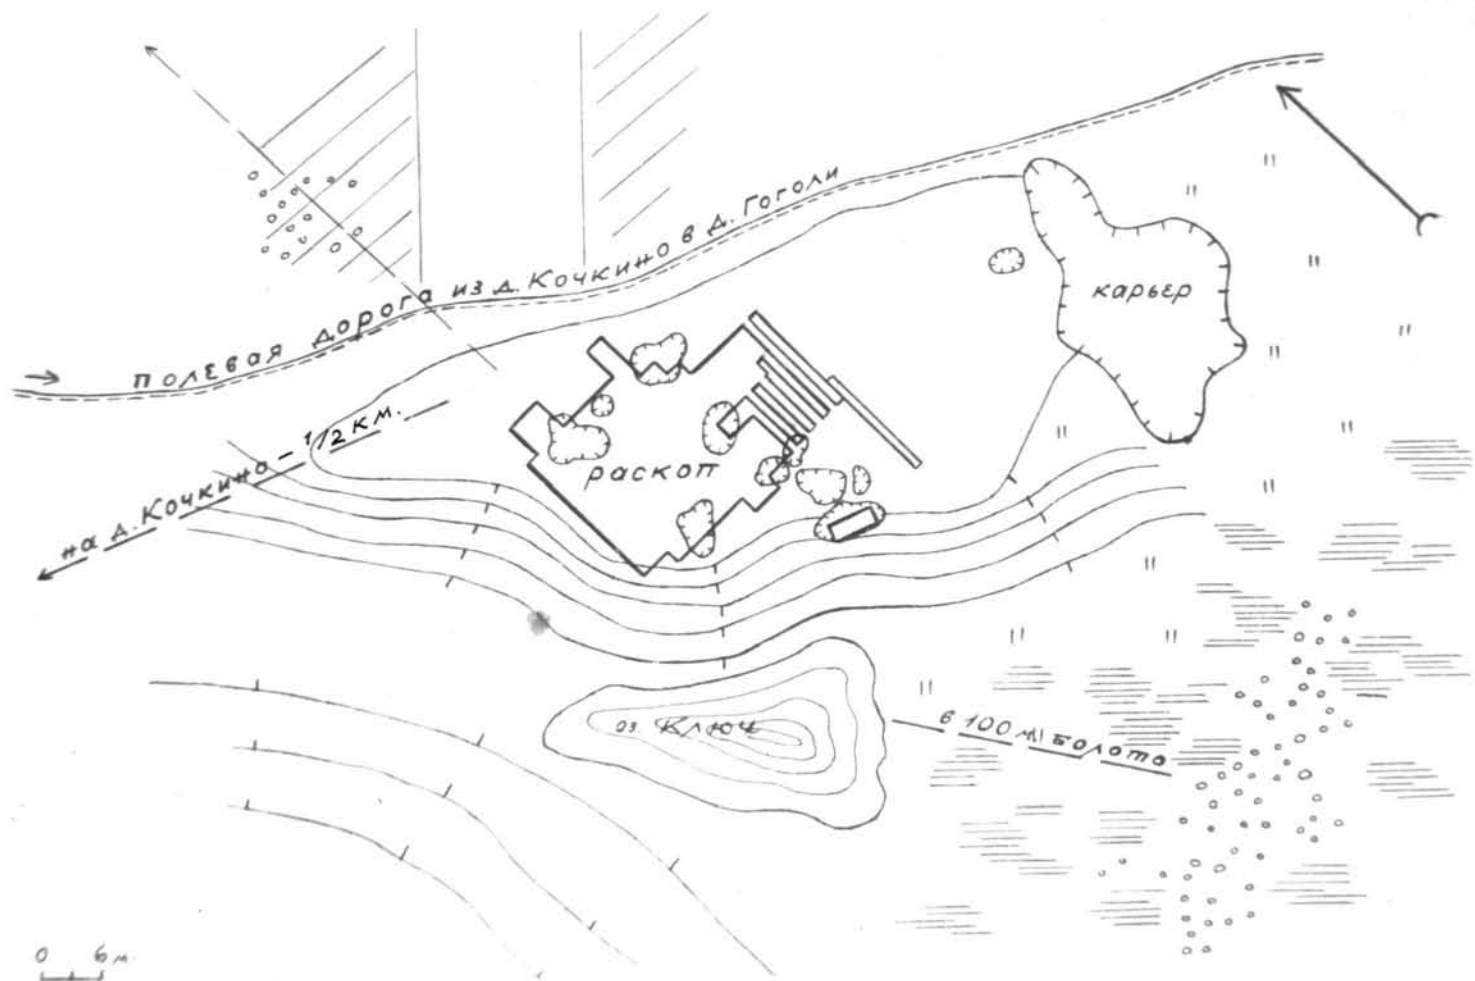 полевая дорога из д. Кочкино в д. Гоголи
карьер
на д. Кочкино - 1/2 км.
раскоп
оз. Ключ
в 100 м болото
0 6 м.